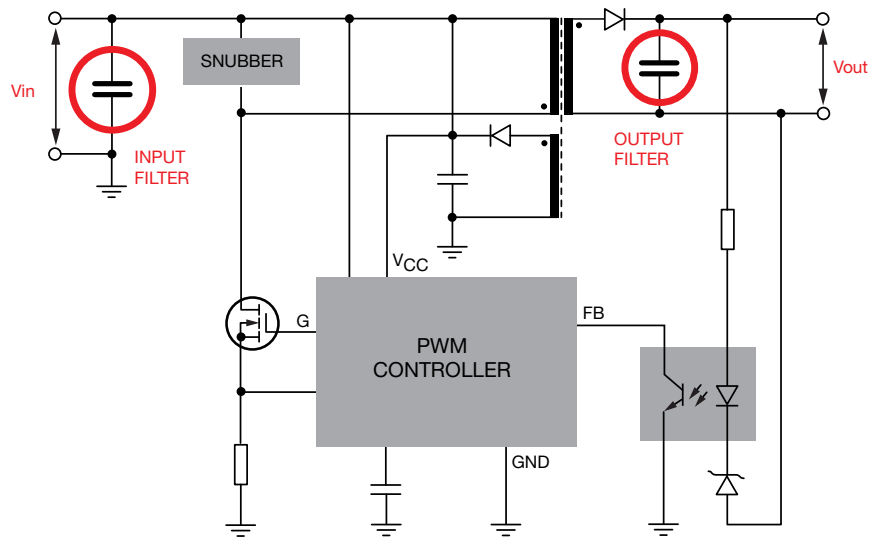 SNUBBER
Vin
Vout
INPUT
FILTER
OUTPUT
FILTER
VCC
G
FB
PWM
CONTROLLER
GND